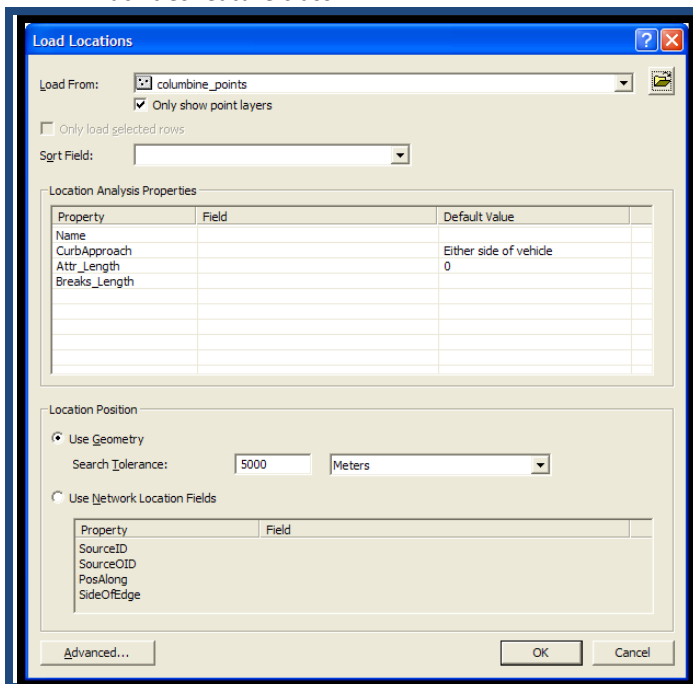 Load Locations
Load From: columbine_points
Only show point layers
Only load selected rows
Sort Field:
Location Analysis Properties
Property Field Default Value
Name
CurbApproach Either side of vehicle
Attr_Length 0
Breaks_Length
Location Position
Use Geometry
Search Tolerance: 5000 Meters
Use Network Location Fields
Property Field
SourceID
SourceOID
PosAlong
SideOfEdge
Advanced... OK Cancel